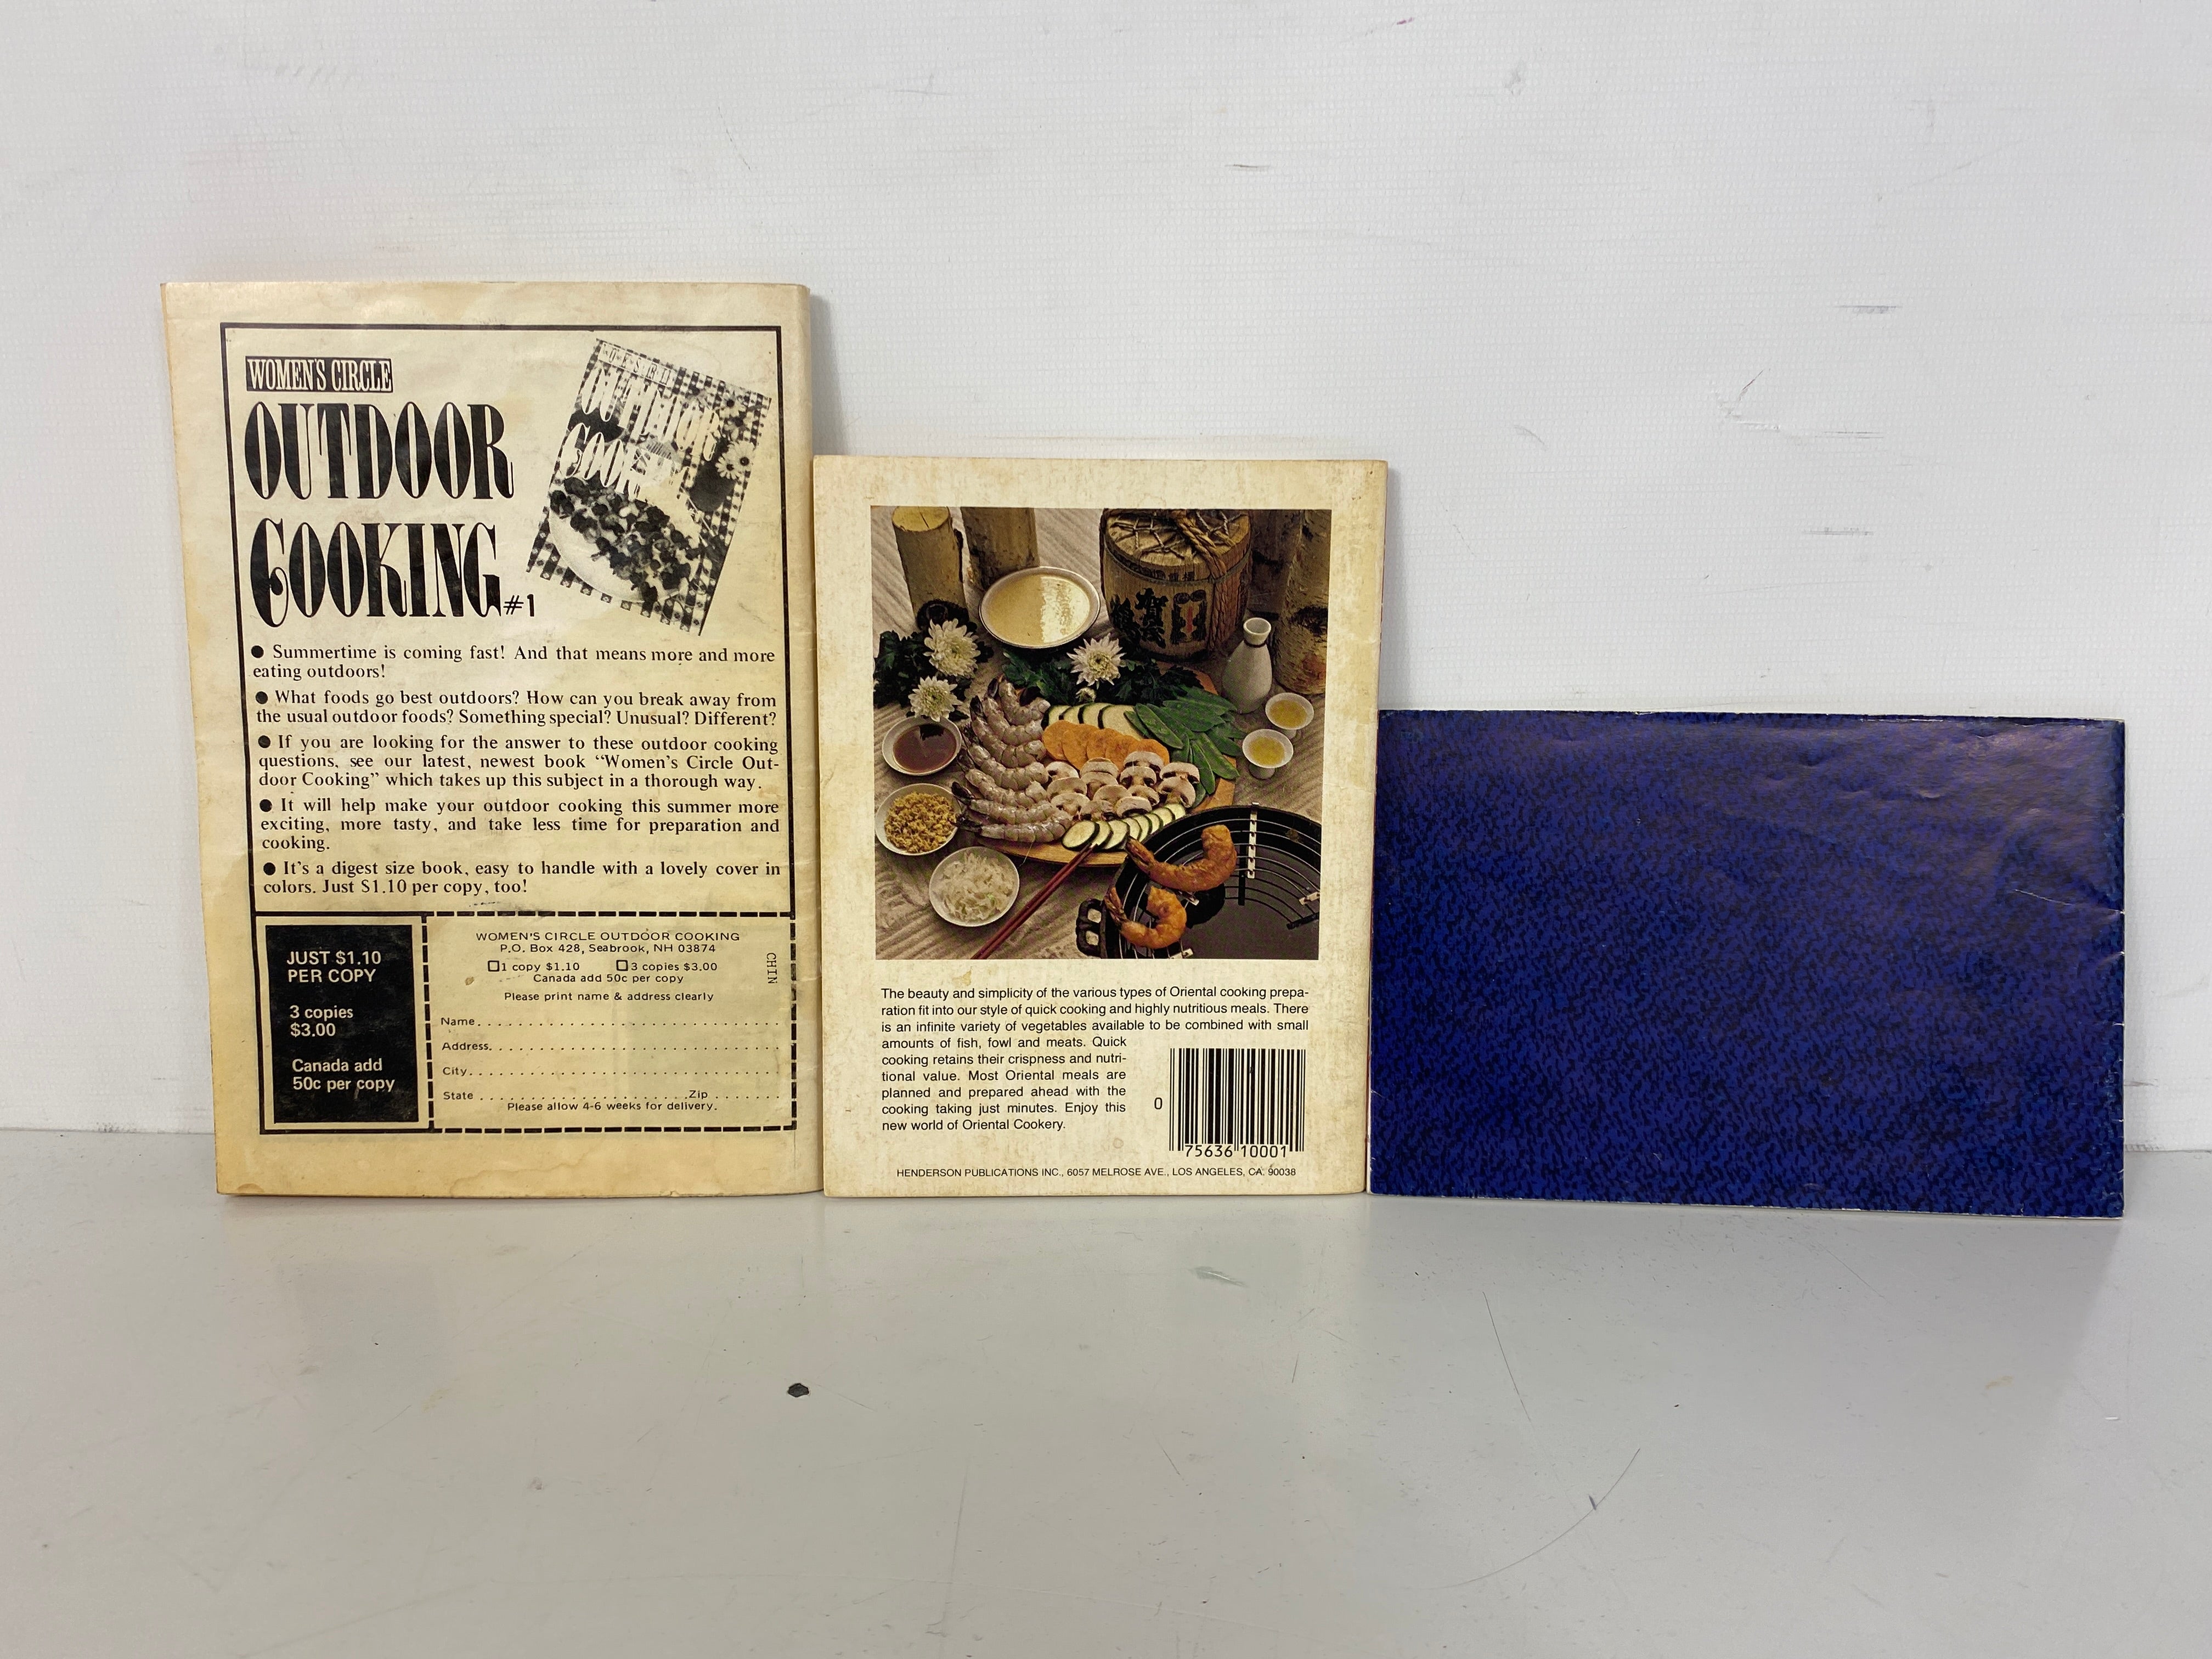 WOMEN'S CIRCLE
OUTDOOR
COOKING #1
● Summertime is coming fast! And that means more and more
eating outdoors!
● What foods go best outdoors? How can you break away from
the usual outdoor foods? Something special? Unusual? Different?
● If you are looking for the answer to these outdoor cooking
questions, see our latest, newest book “Women's Circle Out-
door Cooking” which takes up this subject in a thorough way.
● It will help make your outdoor cooking this summer more
exciting, more tasty, and take less time for preparation and
cooking.
● It's a digest size book, easy to handle with a lovely cover in
colors. Just $1.10 per copy, too!
JUST $1.10
PER COPY
3 copies
$3.00
Canada add
50c per copy
WOMEN'S CIRCLE OUTDOOR COOKING
P.O. Box 428, Seabrook, NH 03874
☐1 copy $1.10 ☐3 copies $3.00
Canada add 50c per copy
Please print name & address clearly
CHIN
Name
Address
City
State Zip
Please allow 4-6 weeks for delivery.
OUTDOOR
COOKING
The beauty and simplicity of the various types of Oriental cooking prepa-
ration fit into our style of quick cooking and highly nutritious meals. There
is an infinite variety of vegetables available to be combined with small
amounts of fish, fowl and meats. Quick
cooking retains their crispness and nutri-
tional value. Most Oriental meals are
planned and prepared ahead with the
cooking taking just minutes. Enjoy this
new world of Oriental Cookery.
0 75636 10001
HENDERSON PUBLICATIONS INC., 6057 MELROSE AVE., LOS ANGELES, CA. 90038